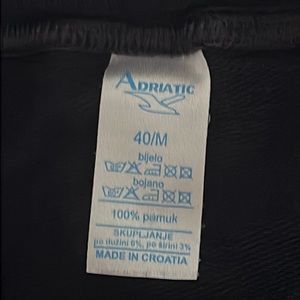 ADRIATIC
40/M
bijelo
bojano
100% pamuk
SKUPLJANJE
po dužini 6%, po širini 3%
MADE IN CROATIA